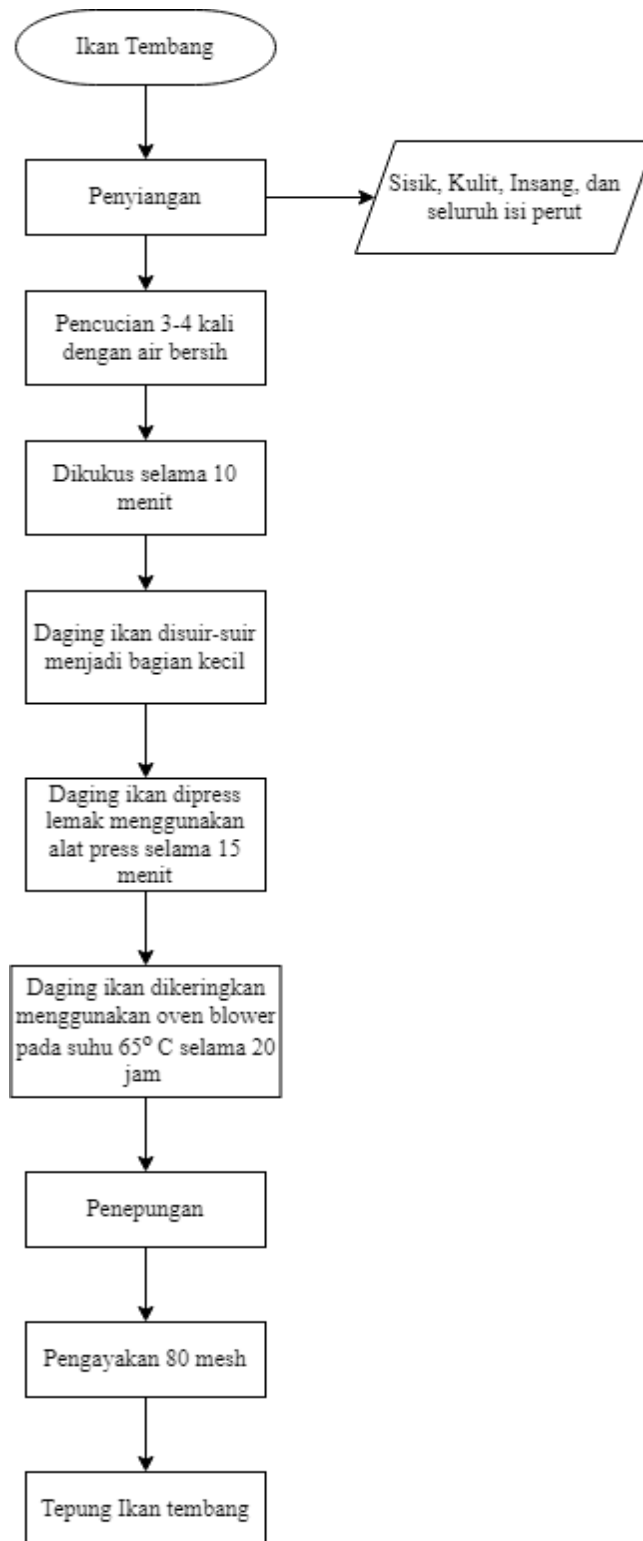 Ikan Tembang
Penyiangan
Sisik, Kulit, Insang, dan
seluruh isi perut
Pencucian 3-4 kali
dengan air bersih
Dikukus selama 10
menit
Daging ikan disuir-suir
menjadi bagian kecil
Daging ikan dipress
lemak menggunakan
alat press selama 15
menit
Daging ikan dikeringkan
menggunakan oven blower
pada suhu 65° C selama 20
jam
Penepungan
Pengayakan 80 mesh
Tepung Ikan tembang